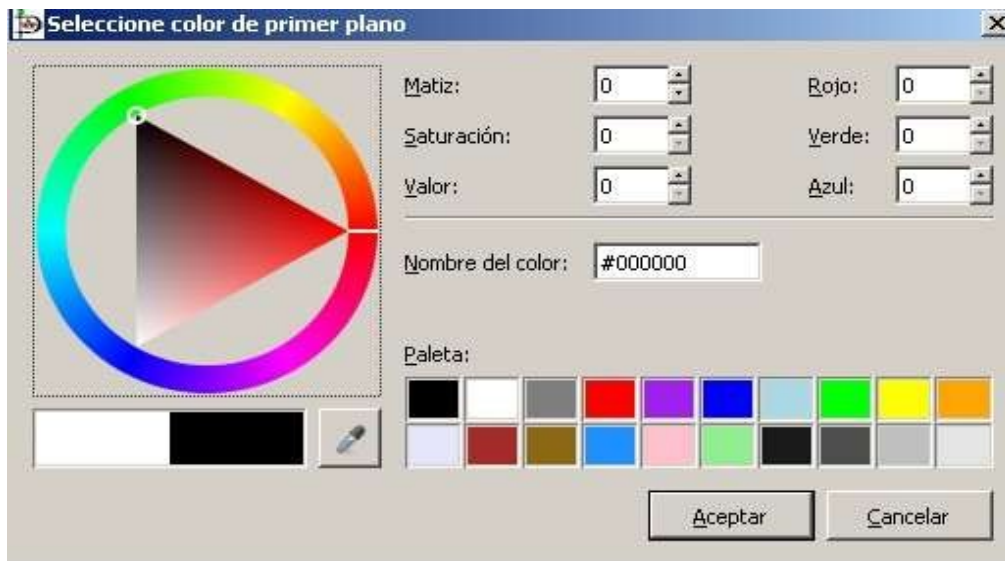 Seleccione color de primer plano
Matiz: 0 Rojo: 0
Saturación: 0 Verde: 0
Valor: 0 Azul: 0
Nombre del color: #000000
Paleta:
Aceptar Cancelar